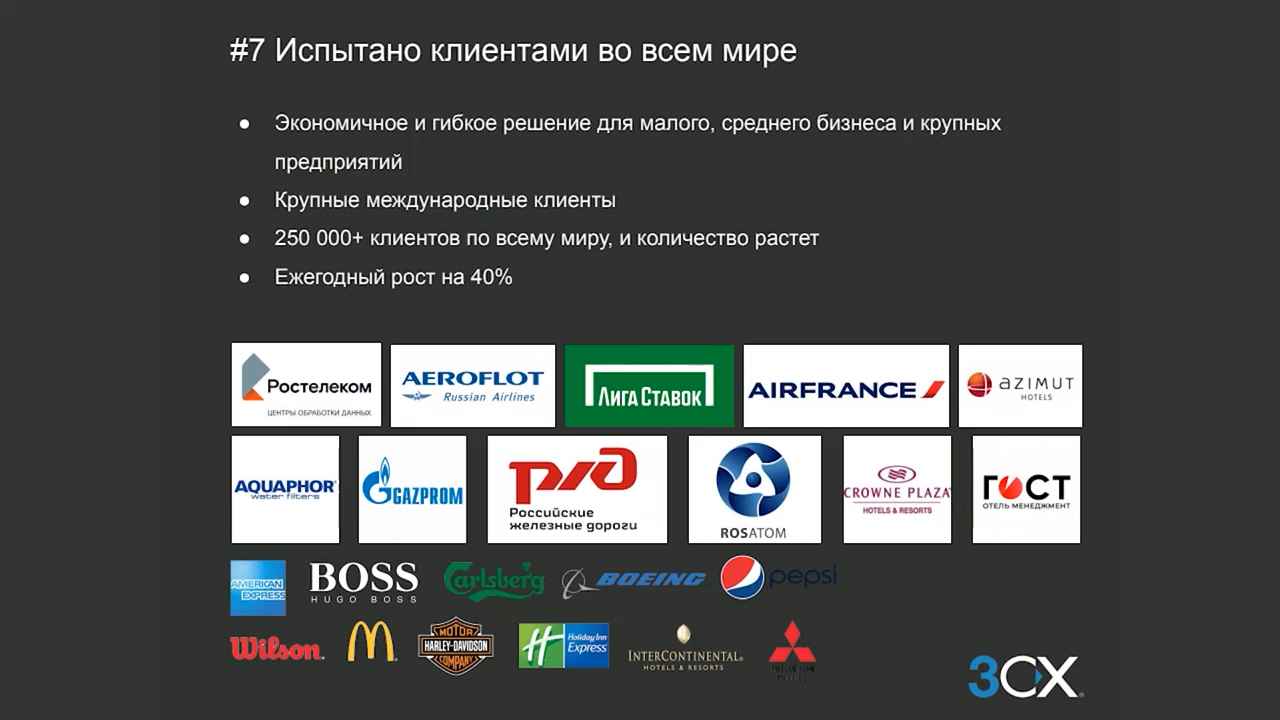 #7 Испытано клиентами во всем мире
● Экономичное и гибкое решение для малого, среднего бизнеса и крупных
предприятий
● Крупные международные клиенты
● 250 000+ клиентов по всему миру, и количество растет
● Ежегодный рост на 40%
Ростелеком
ЦЕНТРЫ ОБРАБОТКИ ДАННЫХ
AEROFLOT
Russian Airlines
ЛИГА СТАВОК
AIRFRANCE
AZIMUT
HOTELS
AQUAPHOR
water filters
GAZPROM
РЖД
Российские
железные дороги
ROSATOM
CROWNE PLAZA
HOTELS & RESORTS
ГОСТ
ОТЕЛЬ МЕНЕДЖМЕНТ
AMERICAN
EXPRESS
BOSS
HUGO BOSS
Carlsberg
BOEING
pepsi
Wilson.
M
MOTOR
HARLEY-DAVIDSON
COMPANY
H
Holiday Inn
Express
INTERCONTINENTAL
HOTELS & RESORTS
MITSUBISHI
MOTORS
3CX